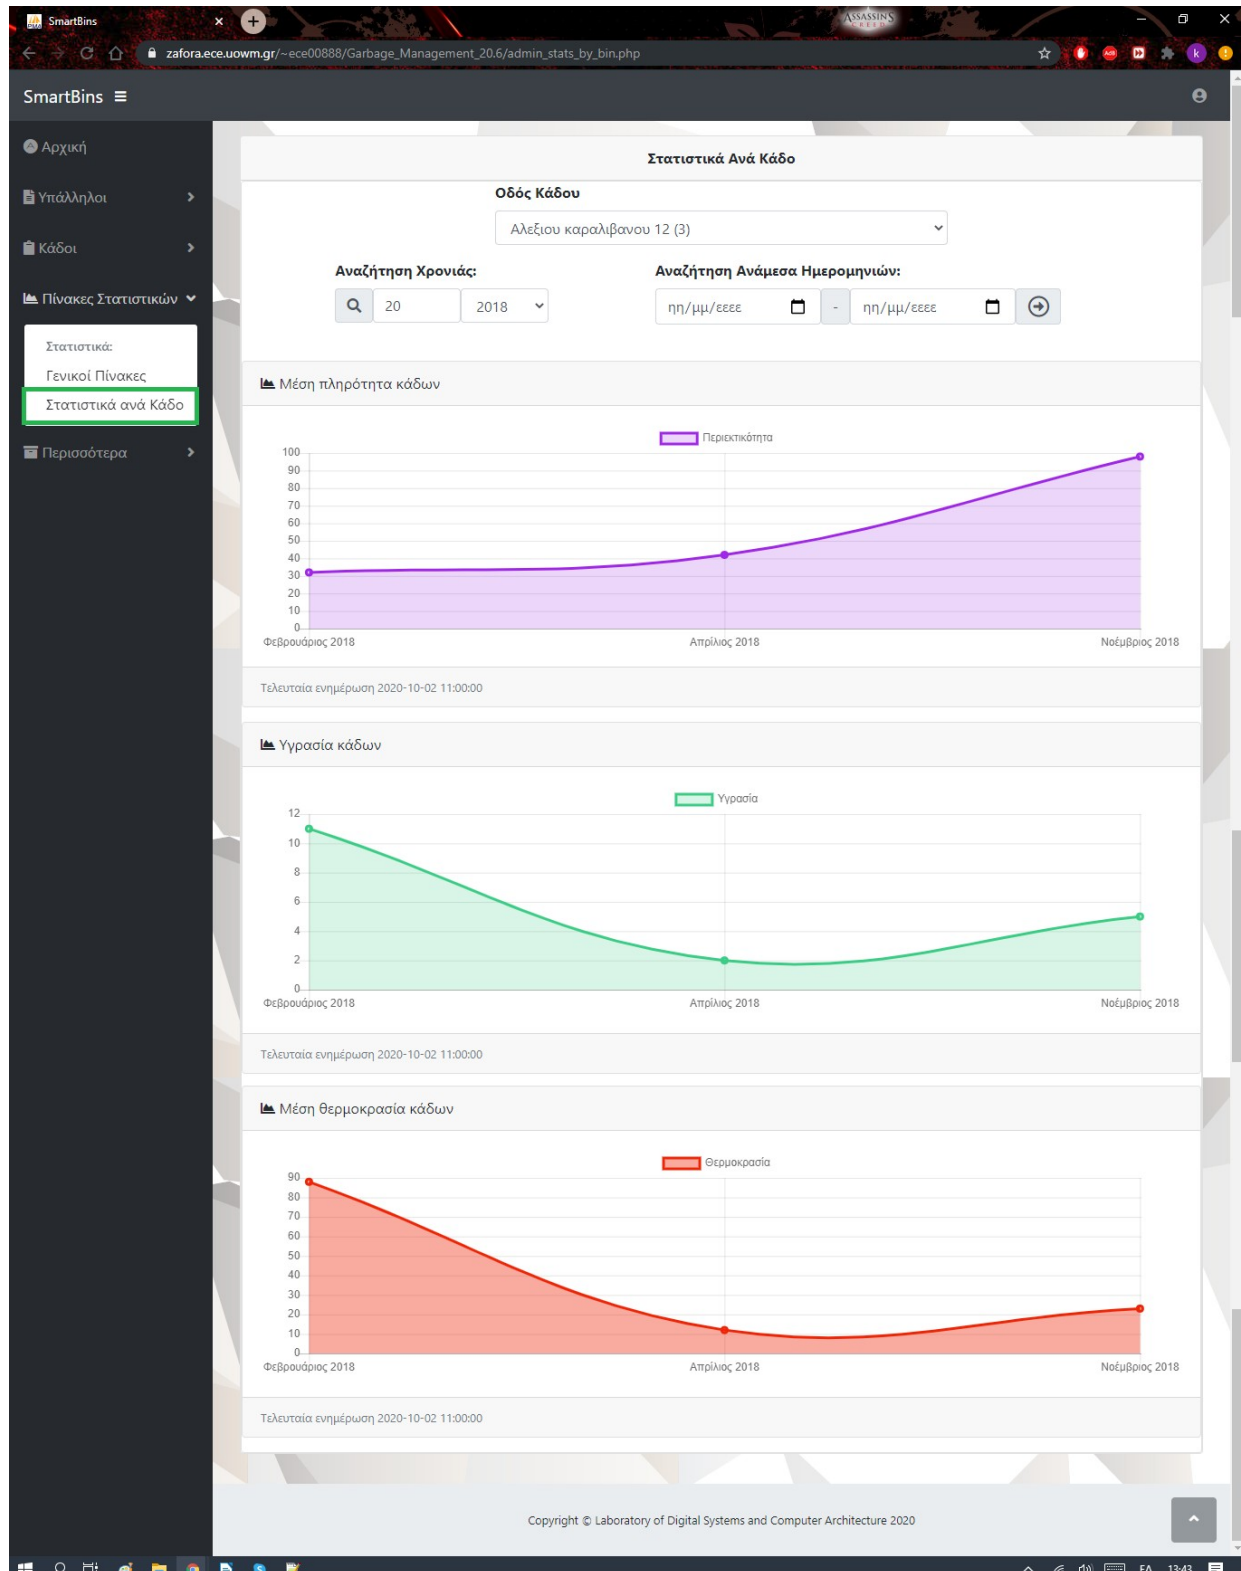 SmartBins
ASSASSIN'S
CREED
zafora.ece.uowm.gr/~ece00888/Garbage_Management_20.6/admin_stats_by_bin.php
SmartBins
Αρχική
Υπάλληλοι
Κάδοι
Πίνακες Στατιστικών
Στατιστικά:
Γενικοί Πίνακες
Στατιστικά ανά Κάδο
Περισσότερα
Στατιστικά Ανά Κάδο
Οδός Κάδου
Αλεξιου καραλιβανου 12 (3)
Αναζήτηση Χρονιάς:
Αναζήτηση Ανάμεσα Ημερομηνιών:
20 2018 ηη/μμ/εεεε - ηη/μμ/εεεε
Μέση πληρότητα κάδων
Περιεκτικότητα
100
90
80
70
60
50
40
30
20
10
0
Φεβρουάριος 2018 Απρίλιος 2018 Νοέμβριος 2018
Τελευταία ενημέρωση 2020-10-02 11:00:00
Υγρασία κάδων
Υγρασία
12
10
8
6
4
2
0
Φεβρουάριος 2018 Απρίλιος 2018 Νοέμβριος 2018
Τελευταία ενημέρωση 2020-10-02 11:00:00
Μέση θερμοκρασία κάδων
Θερμοκρασία
90
80
70
60
50
40
30
20
10
0
Φεβρουάριος 2018 Απρίλιος 2018 Νοέμβριος 2018
Τελευταία ενημέρωση 2020-10-02 11:00:00
Copyright © Laboratory of Digital Systems and Computer Architecture 2020
ΕΛ 13:43